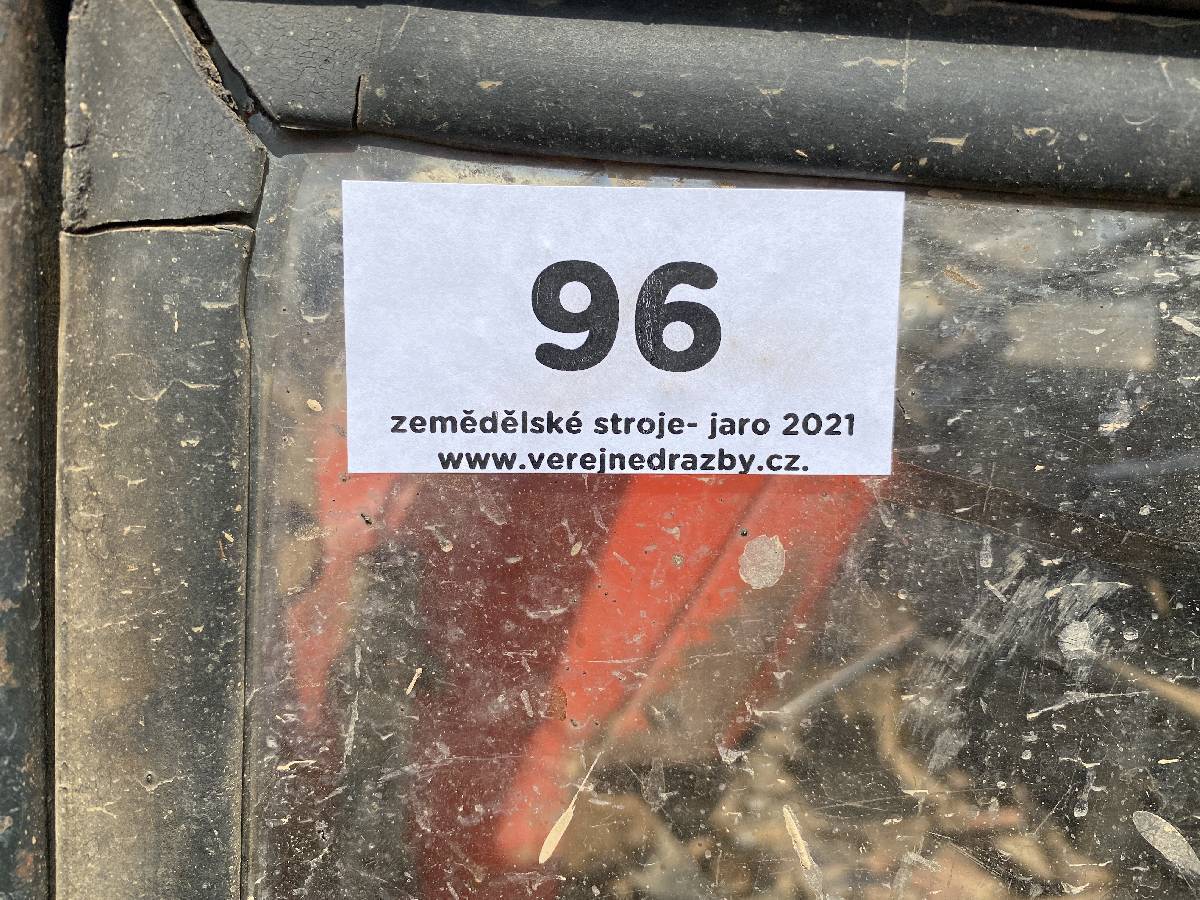 96
zemědělské stroje- jaro 2021
www.verejnedrazby.cz.